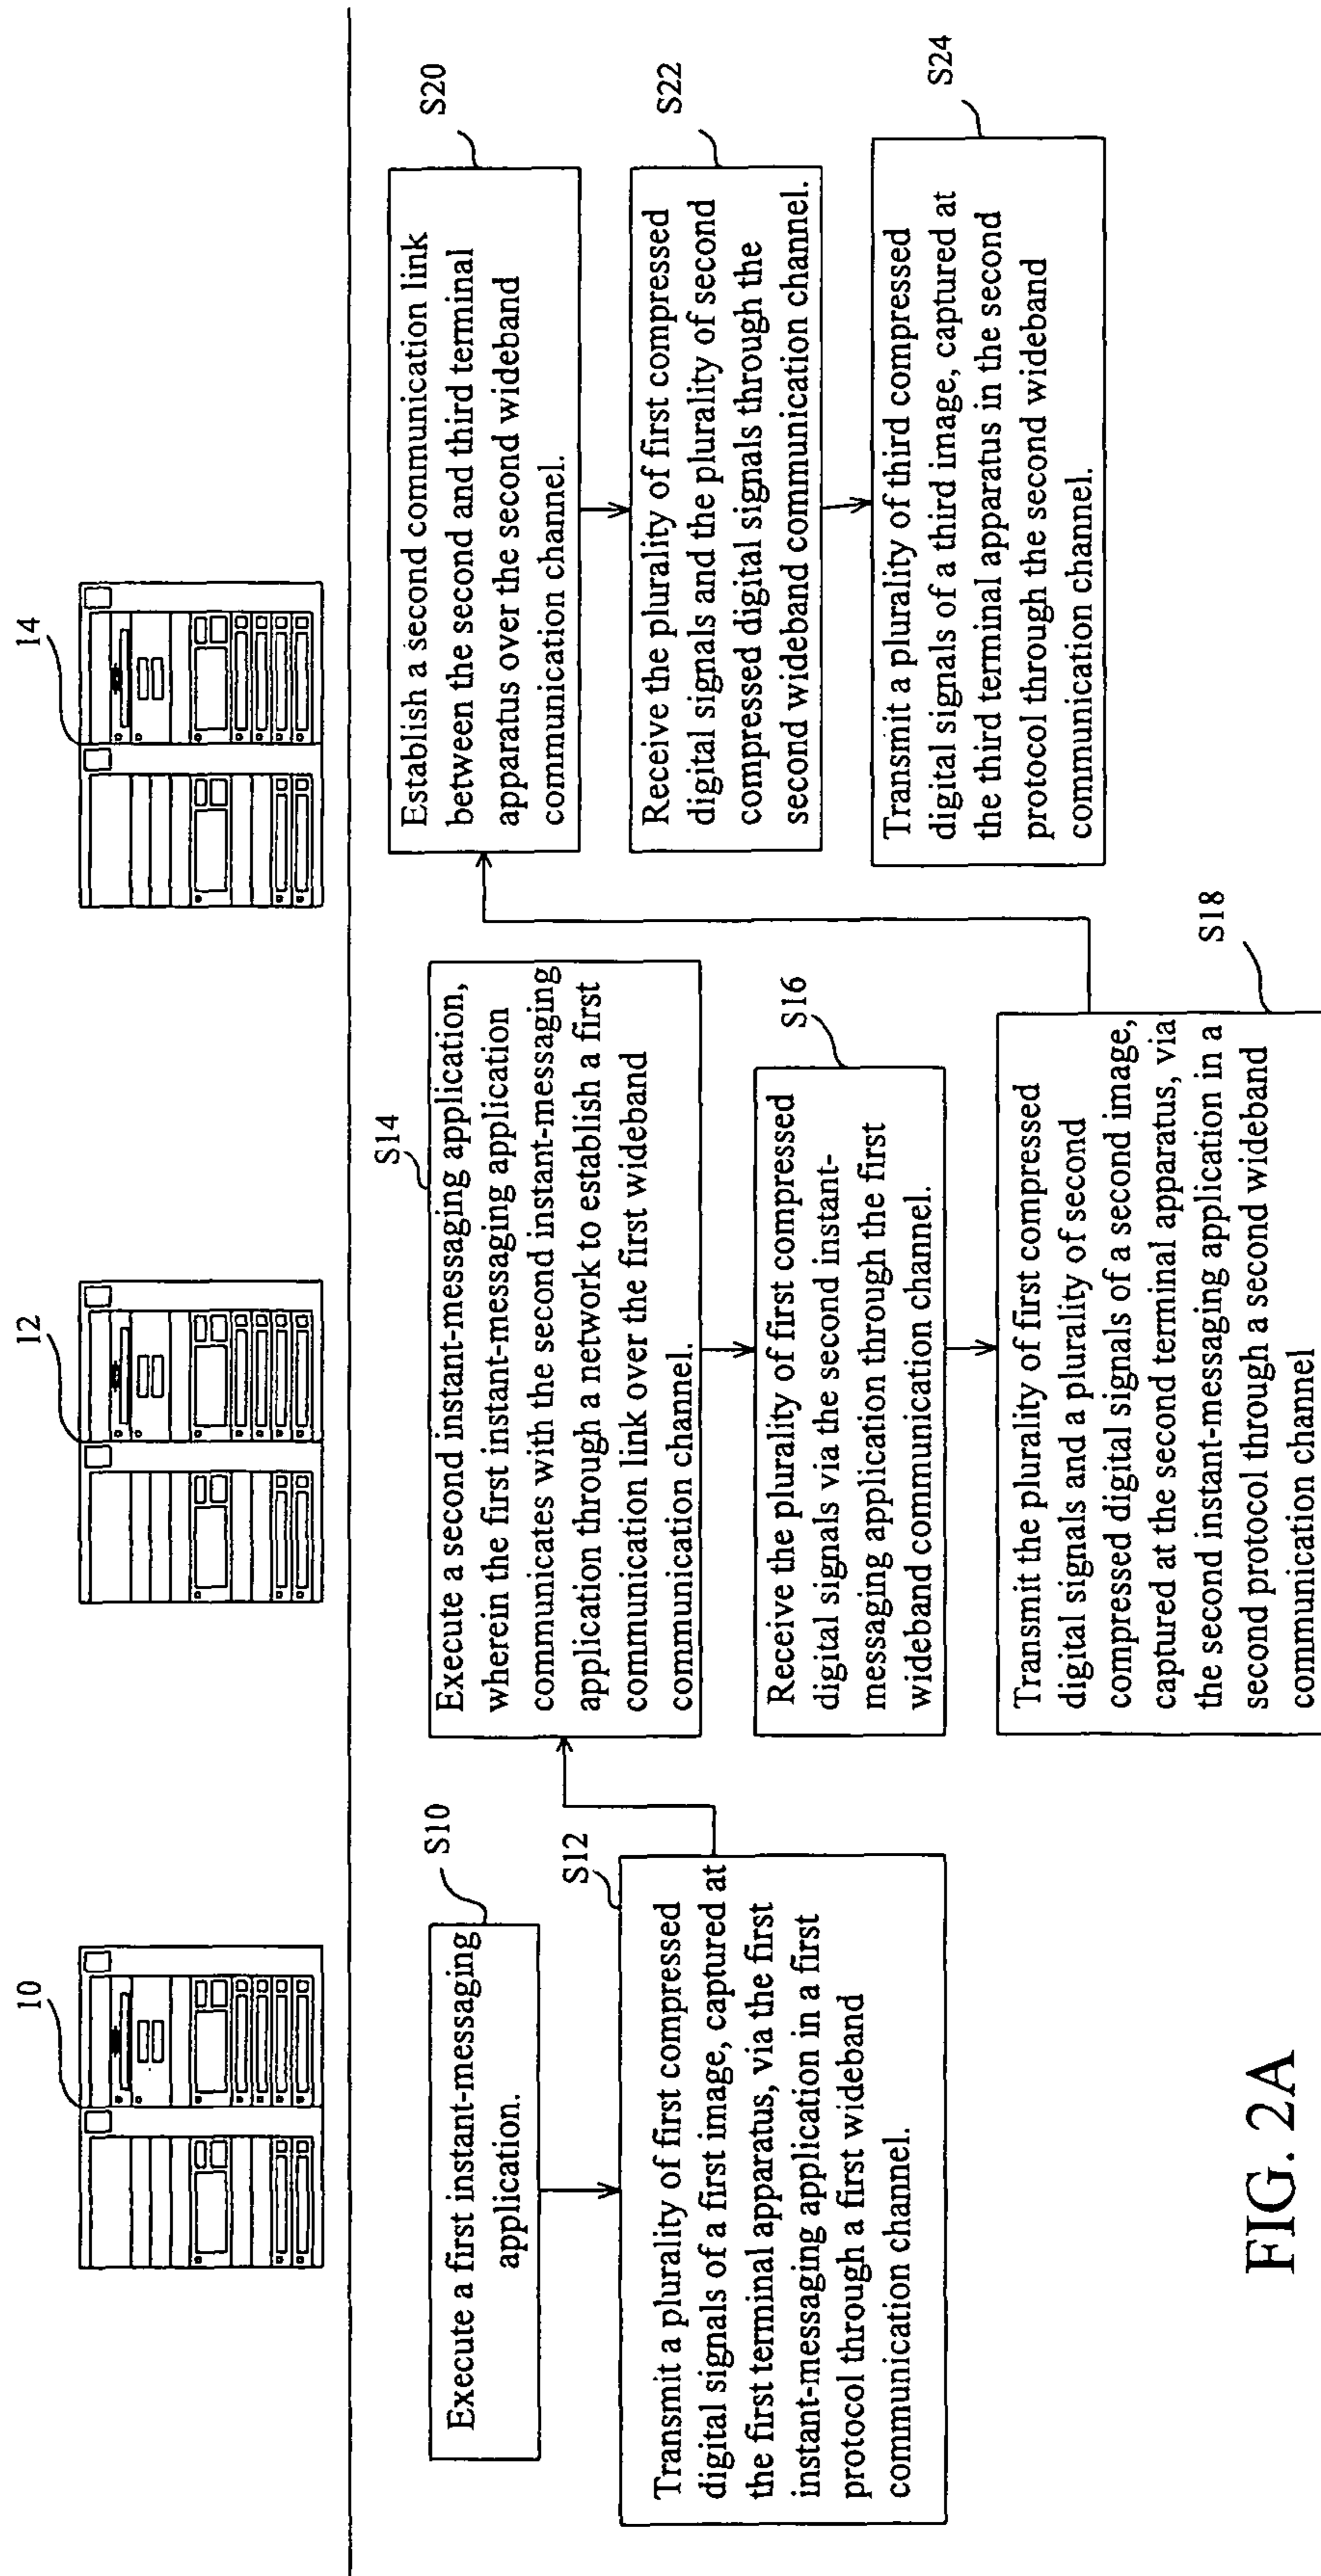 10
12
14
S10
Execute a first instant-messaging
application.
S12
Transmit a plurality of first compressed
digital signals of a first image, captured at
the first terminal apparatus, via the first
instant-messaging application in a first
protocol through a first wideband
communication channel.
S14
Execute a second instant-messaging application,
wherein the first instant-messaging application
communicates with the second instant-messaging
application through a network to establish a first
communication link over the first wideband
communication channel.
S16
Receive the plurality of first compressed
digital signals via the second instant-
messaging application through the first
wideband communication channel.
S18
Transmit the plurality of first compressed
digital signals and a plurality of second
compressed digital signals of a second image,
captured at the second terminal apparatus, via
the second instant-messaging application in a
second protocol through a second wideband
communication channel
S20
Establish a second communication link
between the second and third terminal
apparatus over the second wideband
communication channel.
S22
Receive the plurality of first compressed
digital signals and the plurality of second
compressed digital signals through the
second wideband communication channel.
S24
Transmit a plurality of third compressed
digital signals of a third image, captured at
the third terminal apparatus in the second
protocol through the second wideband
communication channel.
FIG. 2A